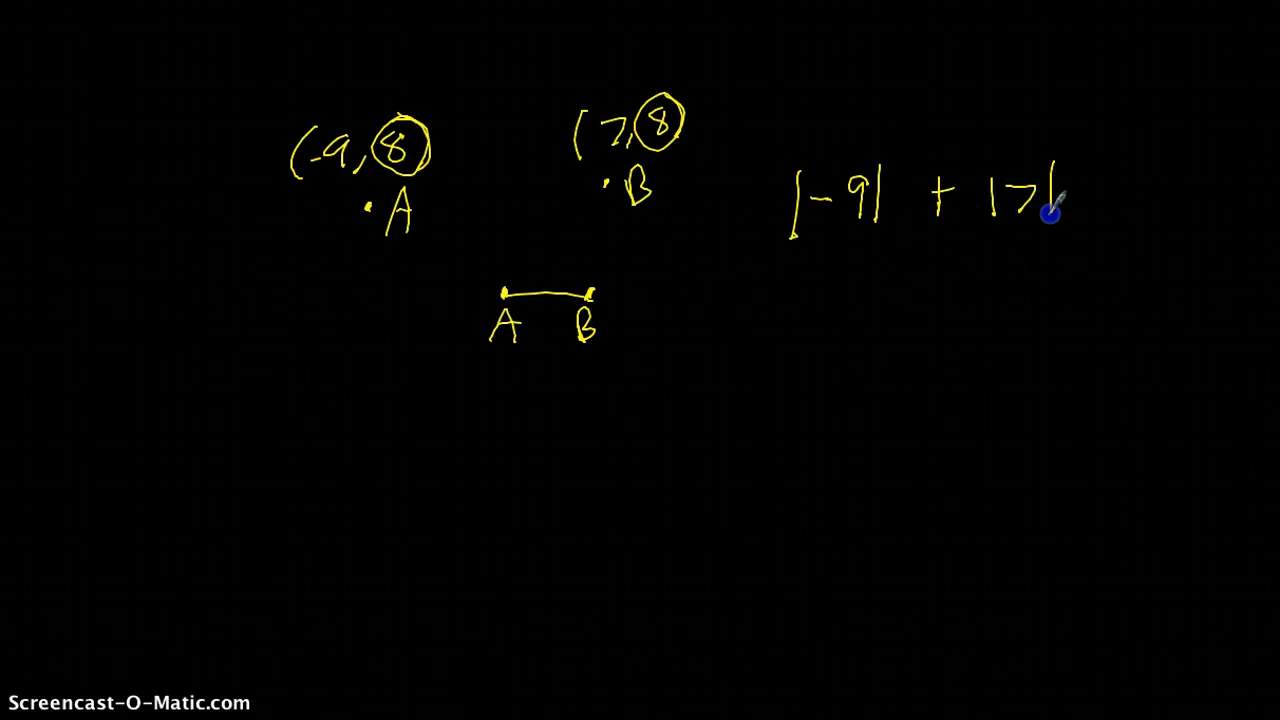 (-9, 8)
(7, 8)
A
B
|-9| + |7|
A B
Screencast-O-Matic.com